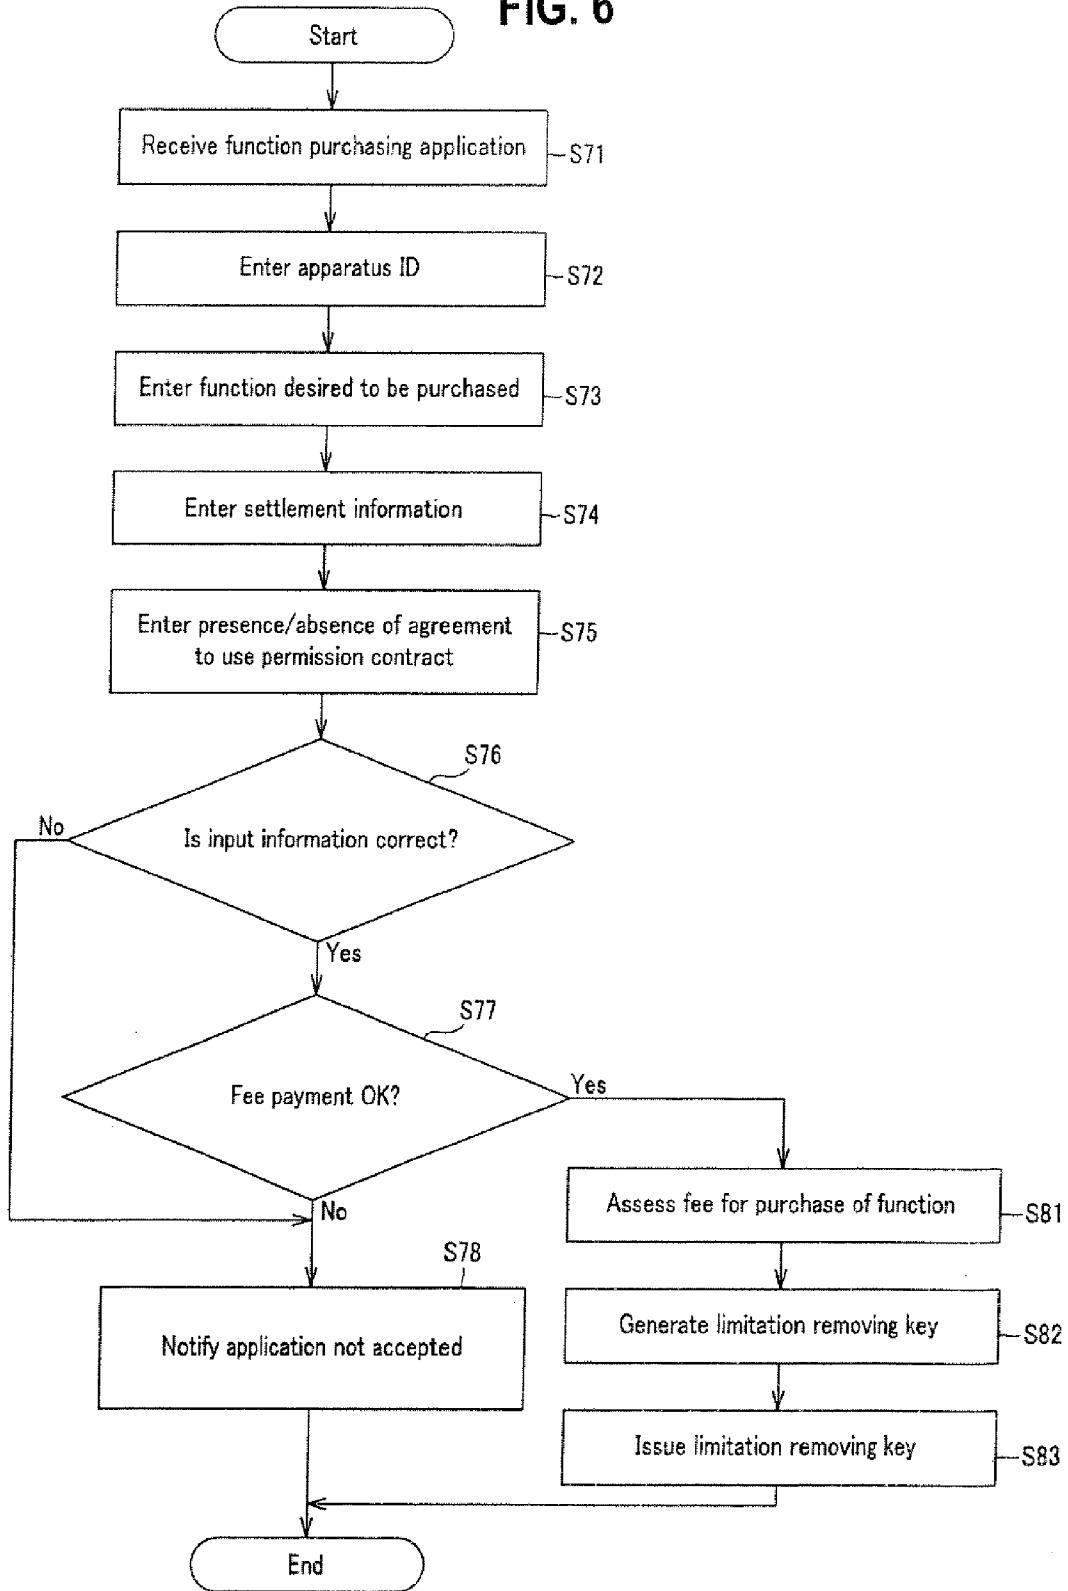 FIG. 6
Start
Receive function purchasing application
S71
Enter apparatus ID
S72
Enter function desired to be purchased
S73
Enter settlement information
S74
Enter presence/absence of agreement
to use permission contract
S75
S76
No
Is input information correct?
Yes
S77
Fee payment OK?
Yes
No
Assess fee for purchase of function
S81
S78
Generate limitation removing key
S82
Notify application not accepted
Issue limitation removing key
S83
End